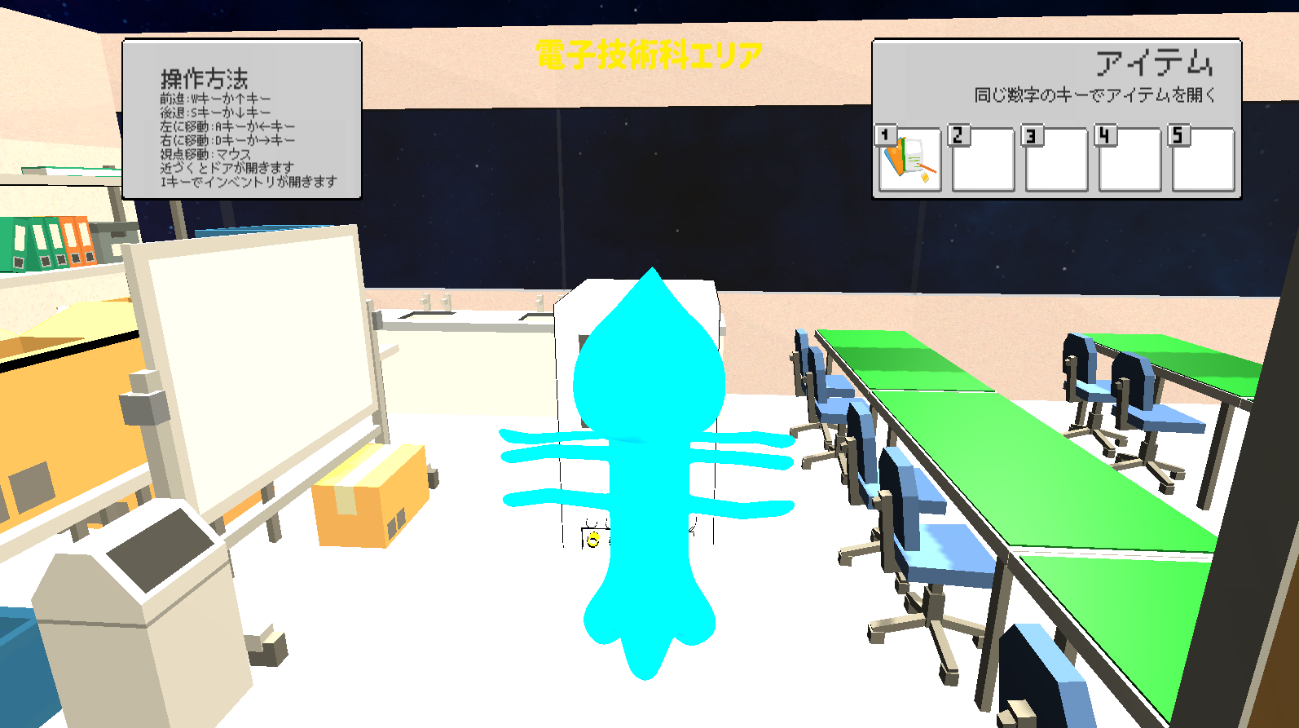 電子技術科エリア
操作方法
前進:Wキーか↑キー
後退:Sキーか↓キー
左に移動:Aキーか←キー
右に移動:Dキーか→キー
視点移動:マウス
近づくとドアが開きます
Iキーでインベントリが開きます
アイテム
同じ数字のキーでアイテムを開く
1 2 3 4 5